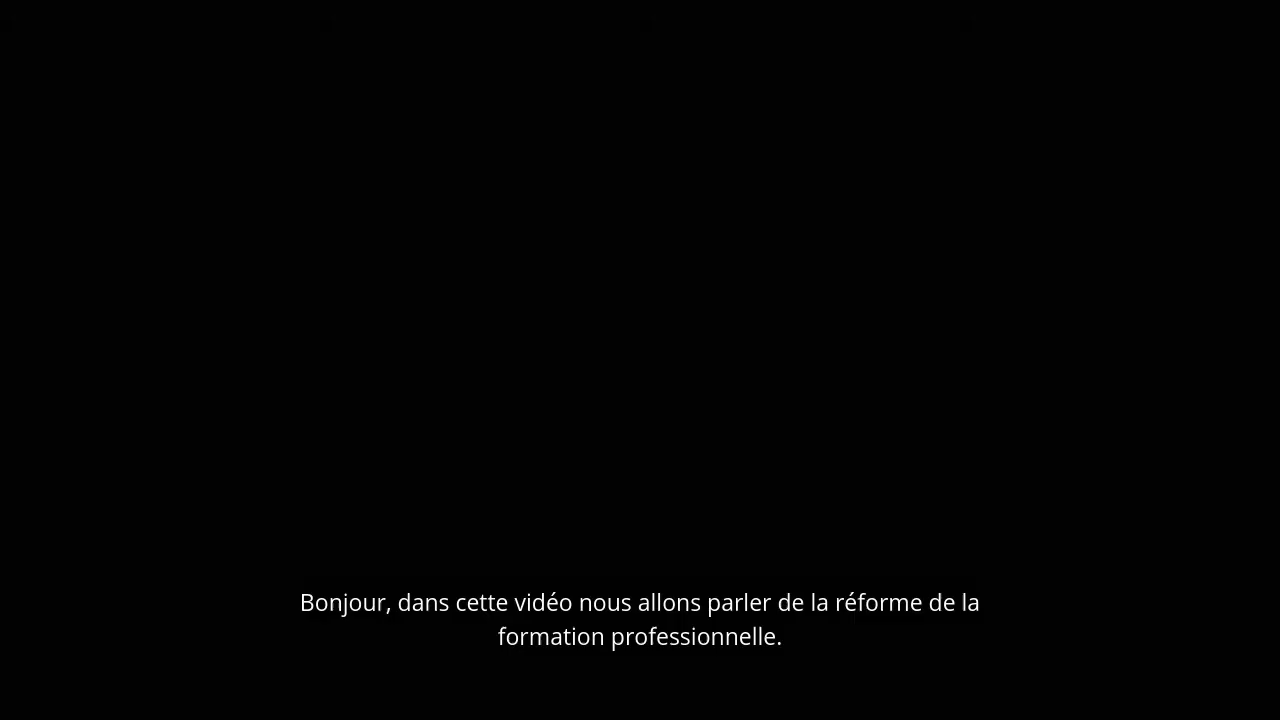 Bonjour, dans cette vidéo nous allons parler de la réforme de la
formation professionnelle.